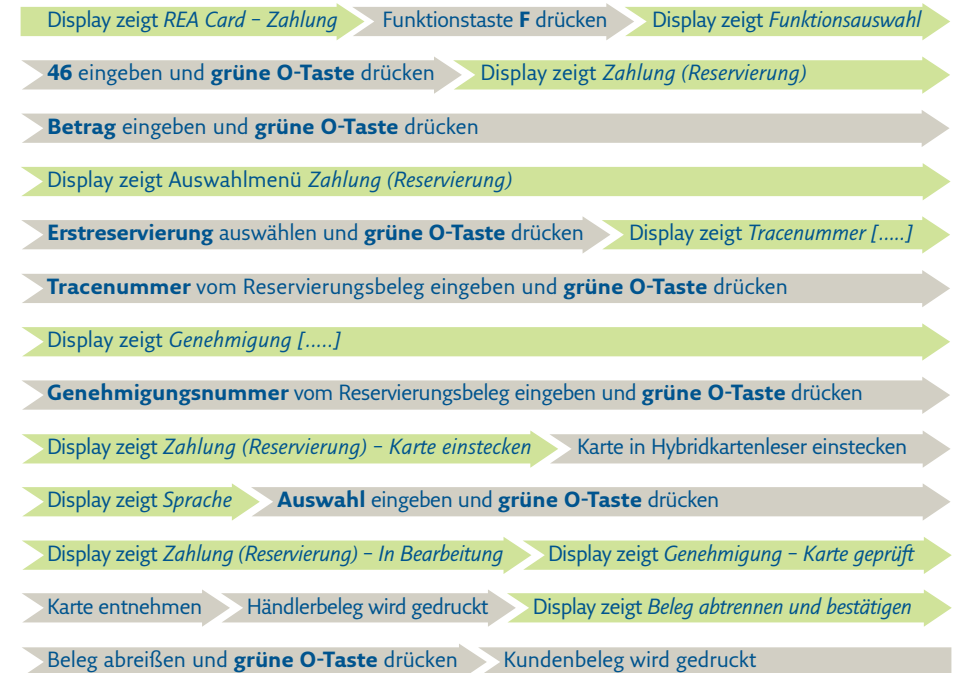 Display zeigt REA Card – Zahlung Funktionstaste F drücken Display zeigt Funktionsauswahl
46 eingeben und grüne O-Taste drücken Display zeigt Zahlung (Reservierung)
Betrag eingeben und grüne O-Taste drücken
Display zeigt Auswahlmenü Zahlung (Reservierung)
Erstreservierung auswählen und grüne O-Taste drücken Display zeigt Tracenummer [.....]
Tracenummer vom Reservierungsbeleg eingeben und grüne O-Taste drücken
Display zeigt Genehmigung [.....]
Genehmigungsnummer vom Reservierungsbeleg eingeben und grüne O-Taste drücken
Display zeigt Zahlung (Reservierung) – Karte einstecken Karte in Hybridkartenleser einstecken
Display zeigt Sprache Auswahl eingeben und grüne O-Taste drücken
Display zeigt Zahlung (Reservierung) – In Bearbeitung Display zeigt Genehmigung – Karte geprüft
Karte entnehmen Händlerbeleg wird gedruckt Display zeigt Beleg abtrennen und bestätigen
Beleg abreißen und grüne O-Taste drücken Kundenbeleg wird gedruckt